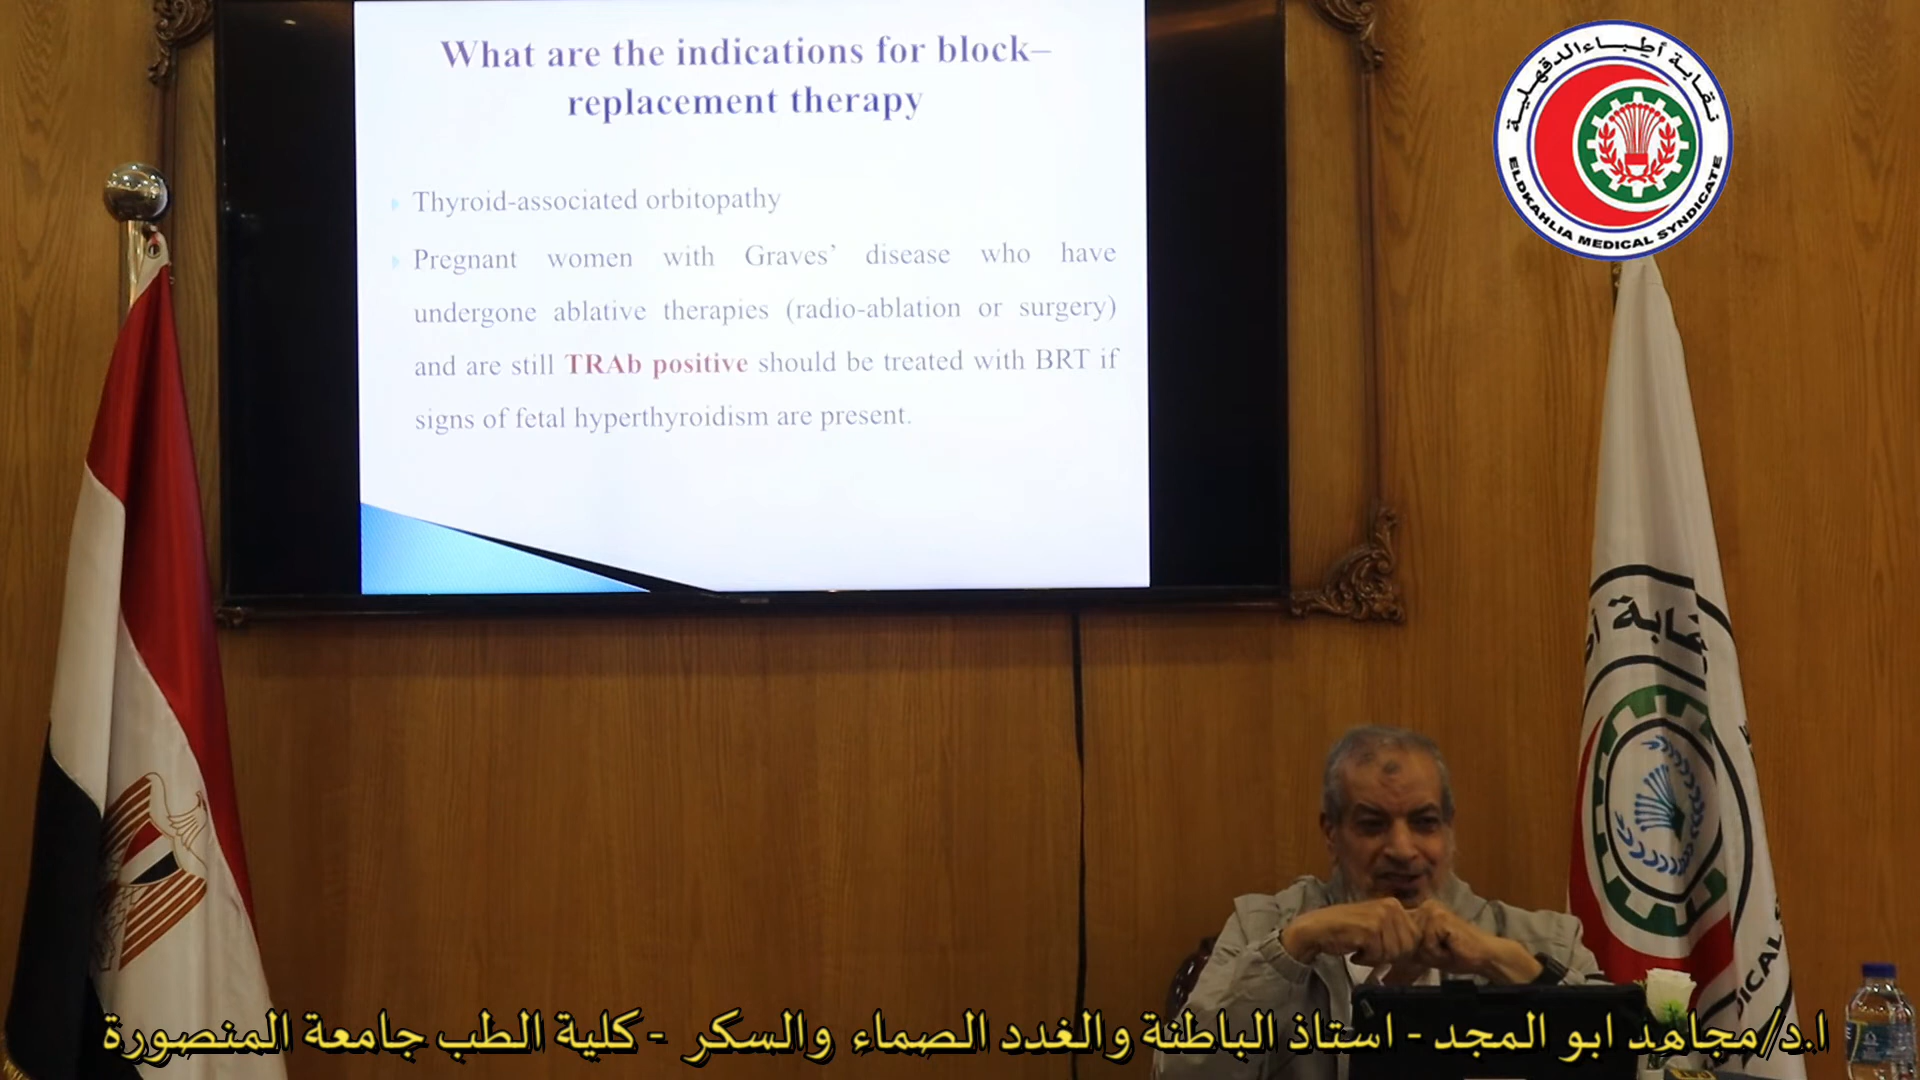 What are the indications for block–
replacement therapy
Thyroid-associated orbitopathy
Pregnant women with Graves’ disease who have
undergone ablative therapies (radio-ablation or surgery)
and are still TRAb positive should be treated with BRT if
signs of fetal hyperthyroidism are present.
نقابة أطباء الدقهلية
ELDKAHLIA MEDICAL SYNDICATE
ا.د/مجاهد ابو المجد - استاذ الباطنة والغدد الصماء والسكر - كلية الطب جامعة المنصورة